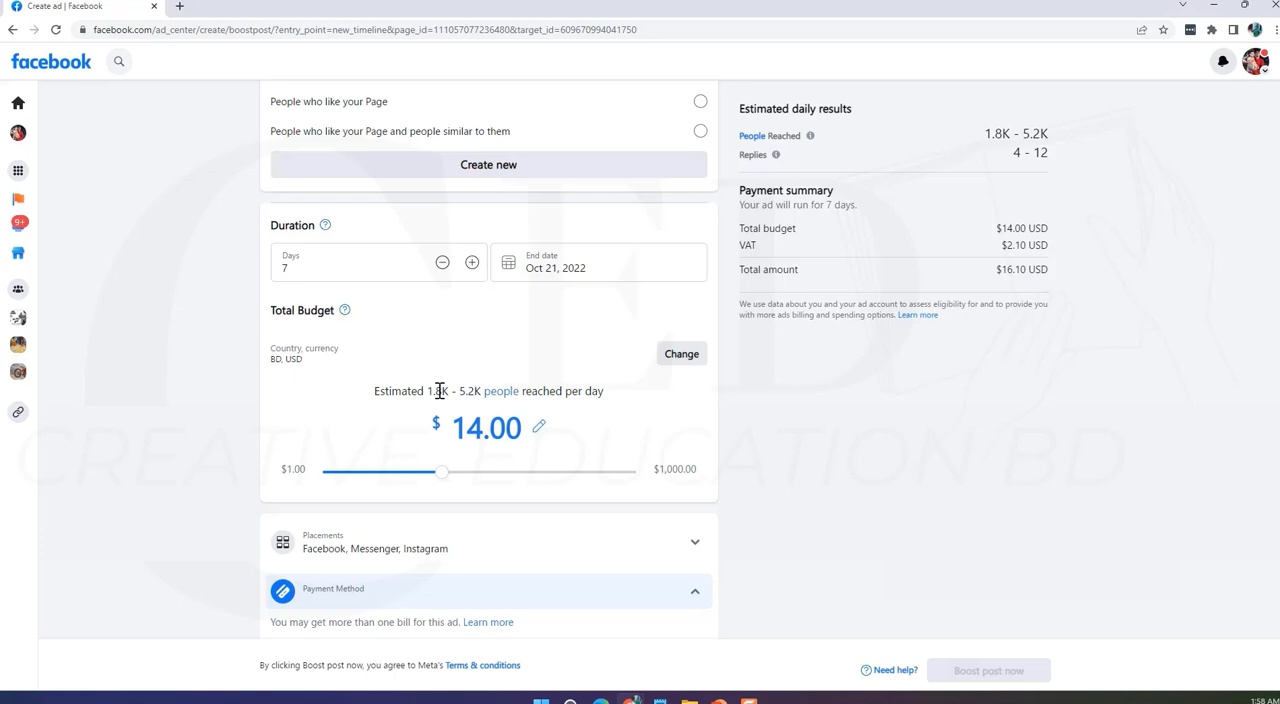 Create ad | Facebook
facebook.com/ad_center/create/boostpost/?entry_point=new_timeline&page_id=111057077236480&target_id=609670994041750
facebook
People who like your Page
People who like your Page and people similar to them
Create new
Duration
Days
7
End date
Oct 21, 2022
Total Budget
Country, currency
BD, USD
Change
Estimated 1.8K - 5.2K people reached per day
$ 14.00
$1.00
$1,000.00
Placements
Facebook, Messenger, Instagram
Payment Method
You may get more than one bill for this ad. Learn more
Estimated daily results
People Reached 1.8K - 5.2K
Replies 4 - 12
Payment summary
Your ad will run for 7 days.
Total budget $14.00 USD
VAT $2.10 USD
Total amount $16.10 USD
We use data about you and your ad account to assess eligibility for and to provide you
with more ads billing and spending options. Learn more
9+
By clicking Boost post now, you agree to Meta's Terms & conditions
Need help?
Boost post now
CEDA
CREATIVE EDUCATION BD
1:58 AM